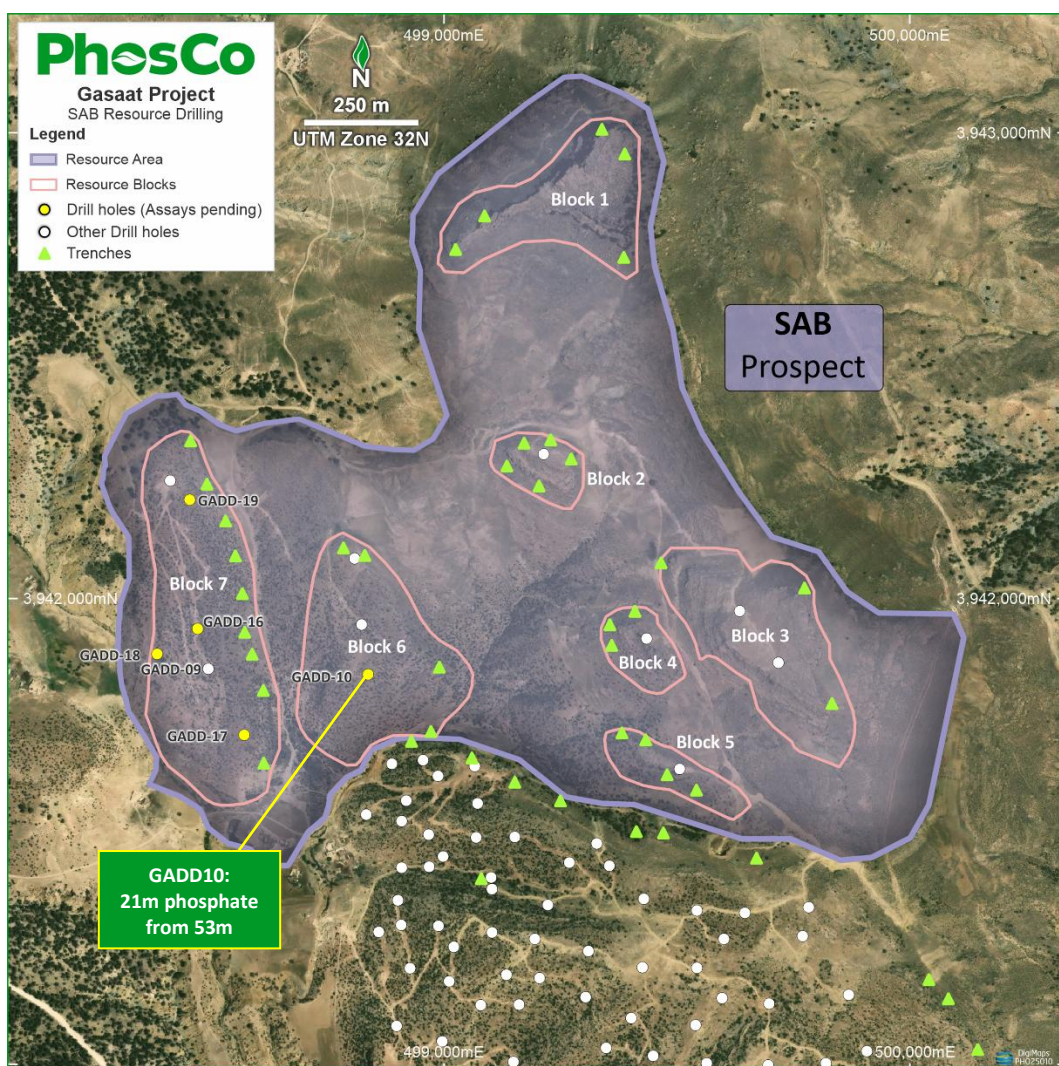 PhosCo
Gasaat Project
SAB Resource Drilling
Legend
Resource Area
Resource Blocks
Drill holes (Assays pending)
Other Drill holes
Trenches
N
250 m
UTM Zone 32N
499,000mE
500,000mE
3,943,000mN
Block 1
SAB
Prospect
Block 2
GADD-19
Block 7
3,942,000mN
3,942,000mN
GADD-16
Block 3
Block 6
GADD-18
GADD-09
Block 4
GADD-10
GADD-17
Block 5
GADD10:
21m phosphate
from 53m
499,000mE
500,000mE
DigiMaps
PHO25010